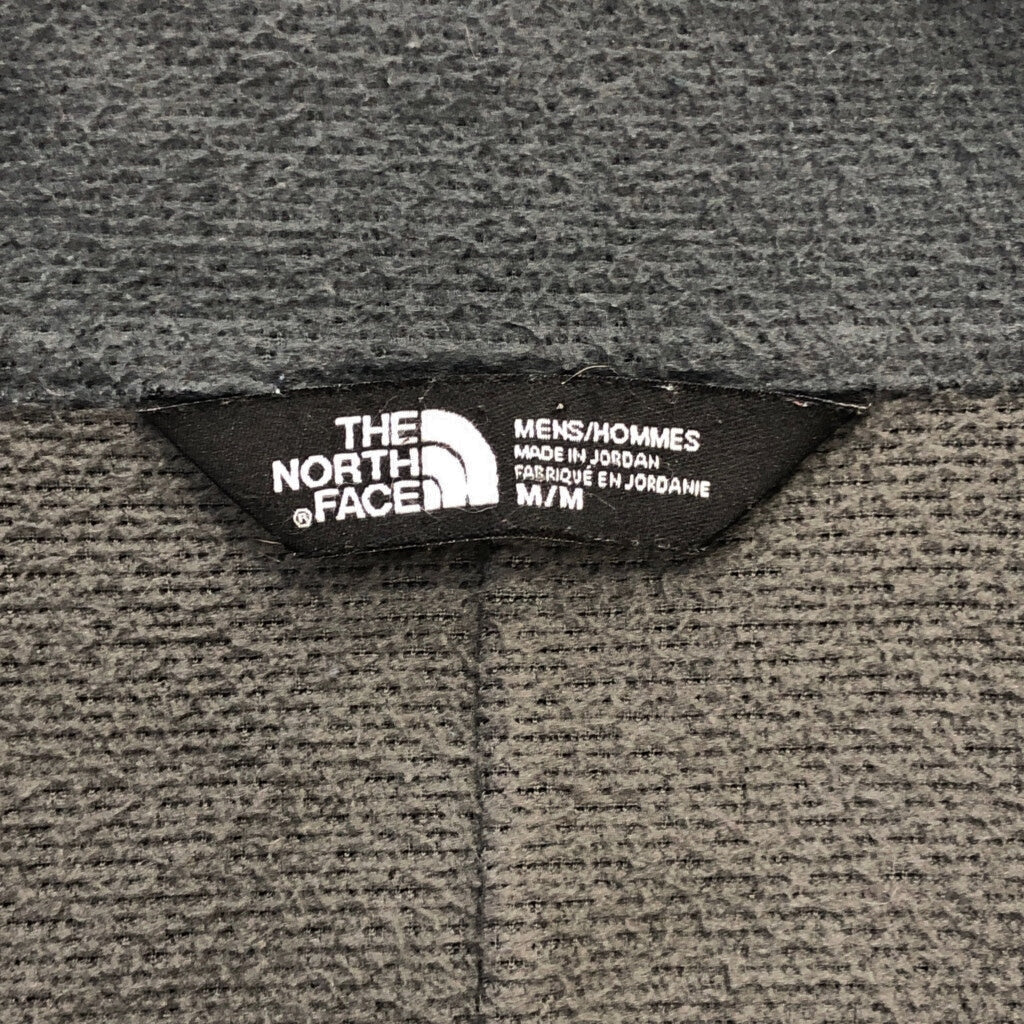 THE
NORTH
FACE
®
MENS/HOMMES
MADE IN JORDAN
FABRIQUÉ EN JORDANIE
M/M